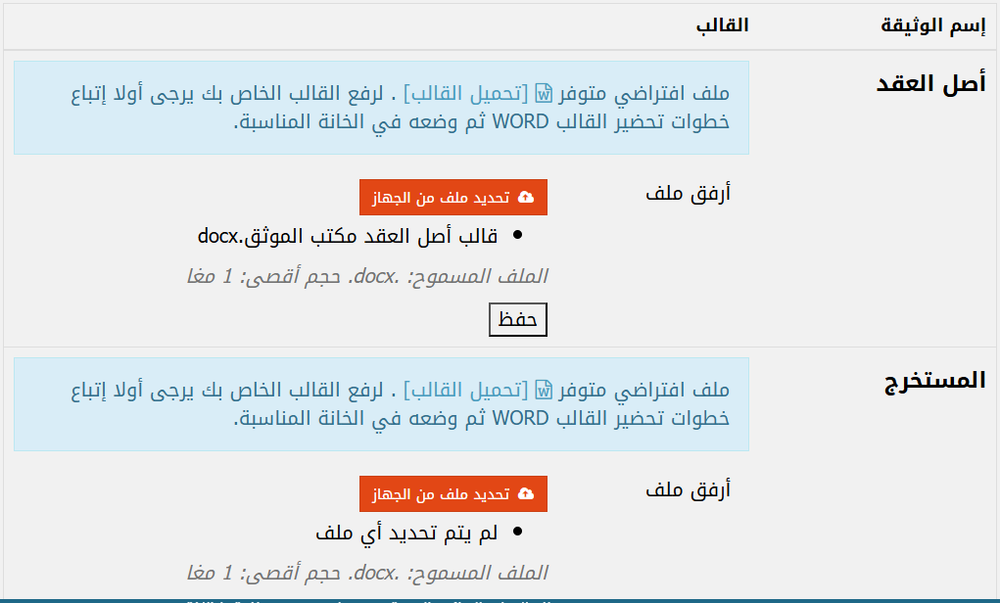 إسم الوثيقة
القالب
أصل العقد
ملف افتراضي متوفر [تحميل القالب] . لرفع القالب الخاص بك يرجى أولا إتباع
خطوات تحضير القالب WORD ثم وضعه في الخانة المناسبة.
أرفق ملف
تحديد ملف من الجهاز
قالب أصل العقد مكتب الموثق.docx
الملف المسموح: .docx. حجم أقصى: 1 مغا
حفظ
المستخرج
ملف افتراضي متوفر [تحميل القالب] . لرفع القالب الخاص بك يرجى أولا إتباع
خطوات تحضير القالب WORD ثم وضعه في الخانة المناسبة.
أرفق ملف
تحديد ملف من الجهاز
لم يتم تحديد أي ملف
الملف المسموح: .docx. حجم أقصى: 1 مغا